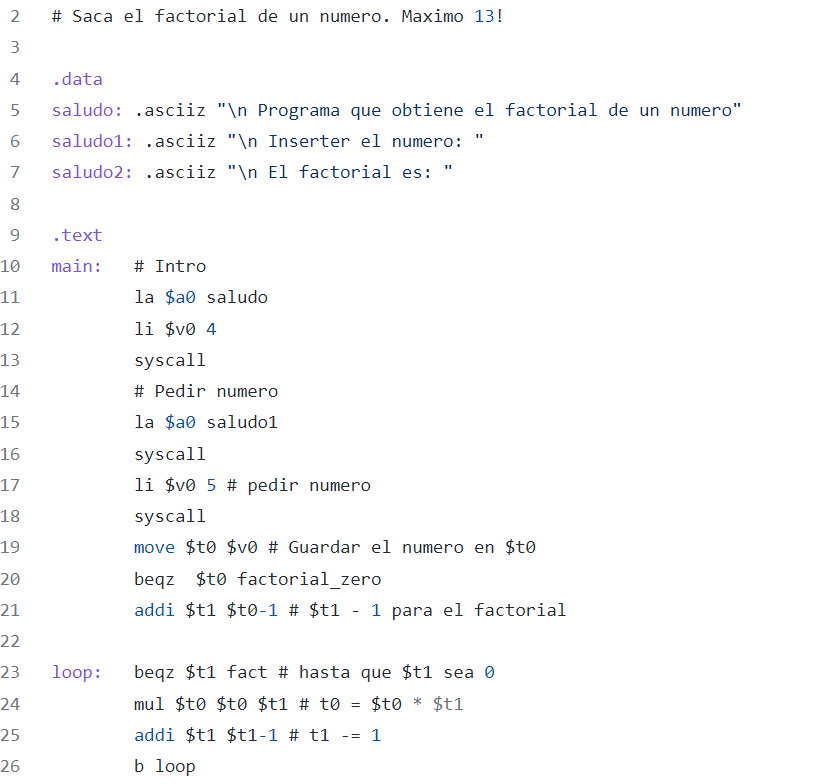 2 # Saca el factorial de un numero. Maximo 13!
3
4 .data
5 saludo: .asciiz "\n Programa que obtiene el factorial de un numero"
6 saludo1: .asciiz "\n Inserter el numero: "
7 saludo2: .asciiz "\n El factorial es: "
8
9 .text
10 main: # Intro
11 la $a0 saludo
12 li $v0 4
13 syscall
14 # Pedir numero
15 la $a0 saludo1
16 syscall
17 li $v0 5 # pedir numero
18 syscall
19 move $t0 $v0 # Guardar el numero en $t0
20 beqz  $t0 factorial_zero
21 addi $t1 $t0-1 # $t1 - 1 para el factorial
22
23 loop: beqz $t1 fact # hasta que $t1 sea 0
24 mul $t0 $t0 $t1 # t0 = $t0 * $t1
25 addi $t1 $t1-1 # t1 -= 1
26 b loop